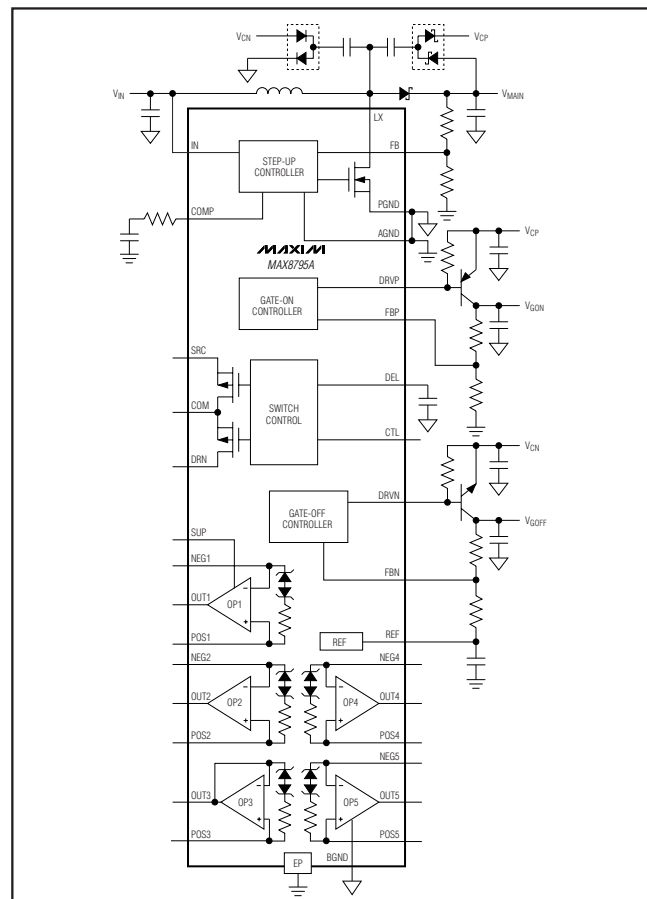 VCN
VCP
VIN
VMAIN
LX
IN
FB
STEP-UP
CONTROLLER
PGND
COMP
AGND
MAXIM
MAX8795A
VCP
DRVP
GATE-ON
CONTROLLER
VGON
FBP
SRC
DEL
COM
SWITCH
CONTROL
CTL
DRN
VCN
DRVN
GATE-OFF
CONTROLLER
VGOFF
SUP
NEG1
FBN
OUT1
OP1
POS1
REF
REF
NEG2
NEG4
OUT2
OP2
OP4
OUT4
POS2
POS4
NEG5
OUT3
OP3
OP5
OUT5
POS3
POS5
EP
BGND